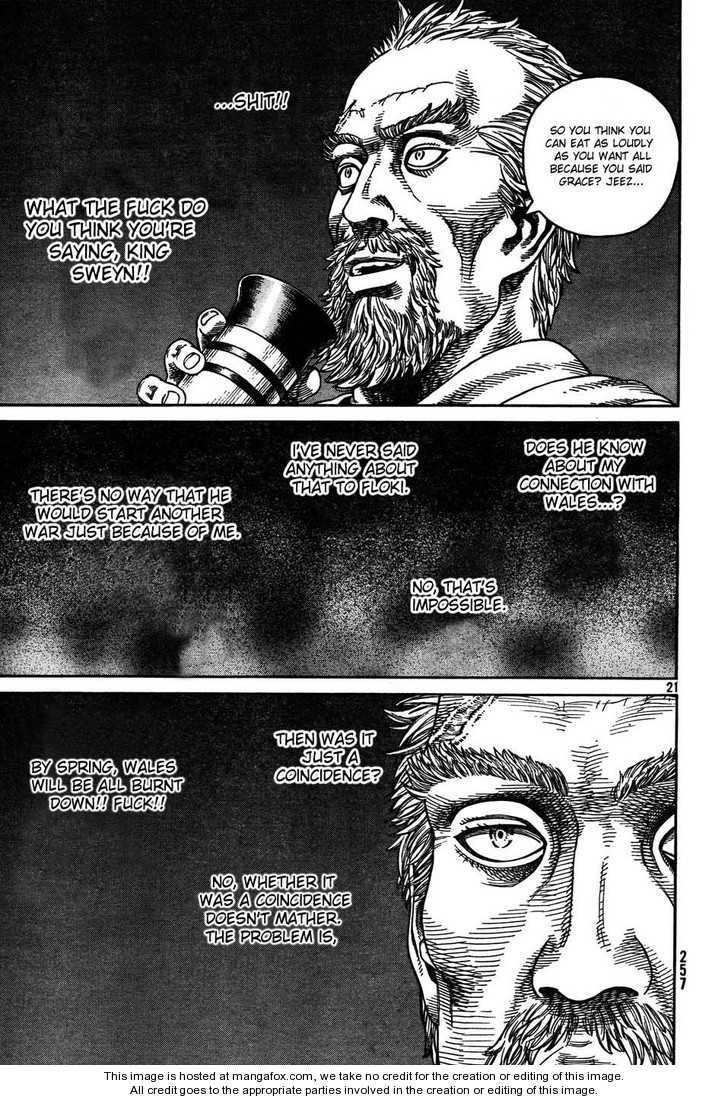 SO YOU THINK YOU
CAN EAT AS LOUDLY
AS YOU WANT ALL
BECAUSE YOU SAID
GRACE? JEEZ...
...SHIT!!
WHAT THE FUCK DO
YOU THINK YOU'RE
SAYING, KING
SWEYN!!
DOES HE KNOW
ABOUT MY
CONNECTION WITH
WALES...?
I'VE NEVER SAID
ANYTHING ABOUT
THAT TO FLOKI.
THERE'S NO WAY THAT HE
WOULD START ANOTHER
WAR JUST BECAUSE OF ME.
NO, THAT'S
IMPOSSIBLE.
21
THEN WAS IT
JUST A
COINCIDENCE?
BY SPRING, WALES
WILL BE ALL BURNT
DOWN!! FUCK!!
NO, WHETHER IT
WAS A COINCIDENCE
DOESN'T MATHER.
THE PROBLEM IS,
257
This image is hosted at mangafox.com, we take no credit for the creation or editing of this image.
All credit goes to the appropriate parties involved in the creation or editing of this image.